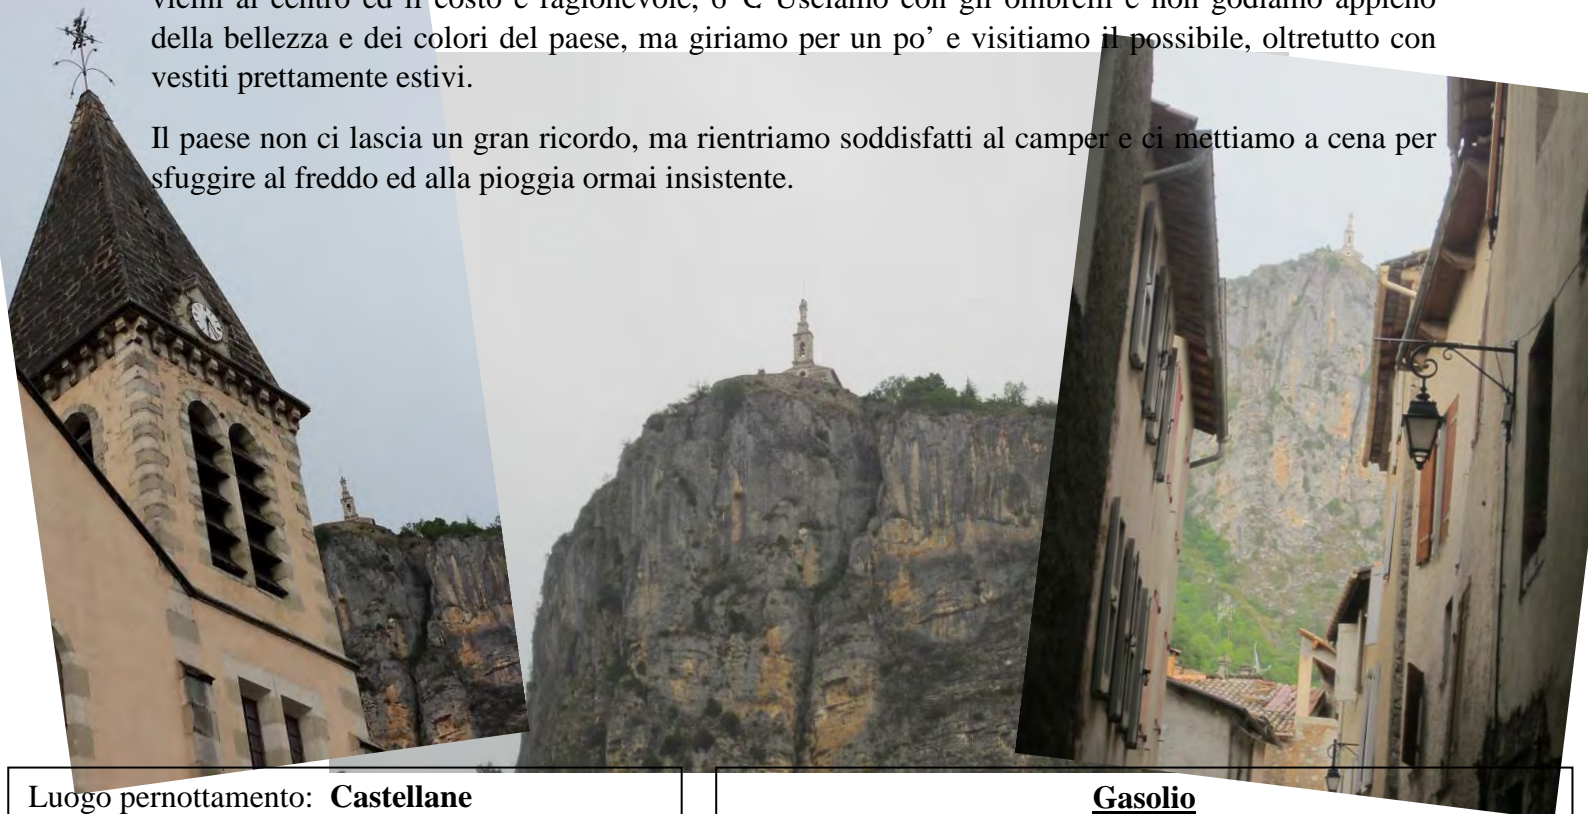 vicini al centro ed il costo è ragionevole, 6 € Usciamo con gli ombrelli e non godiamo appieno
della bellezza e dei colori del paese, ma giriamo per un po’ e visitiamo il possibile, oltretutto con
vestiti prettamente estivi.
Il paese non ci lascia un gran ricordo, ma rientriamo soddisfatti al camper e ci mettiamo a cena per
sfuggire al freddo ed alla pioggia ormai insistente.
Luogo pernottamento: Castellane
Gasolio